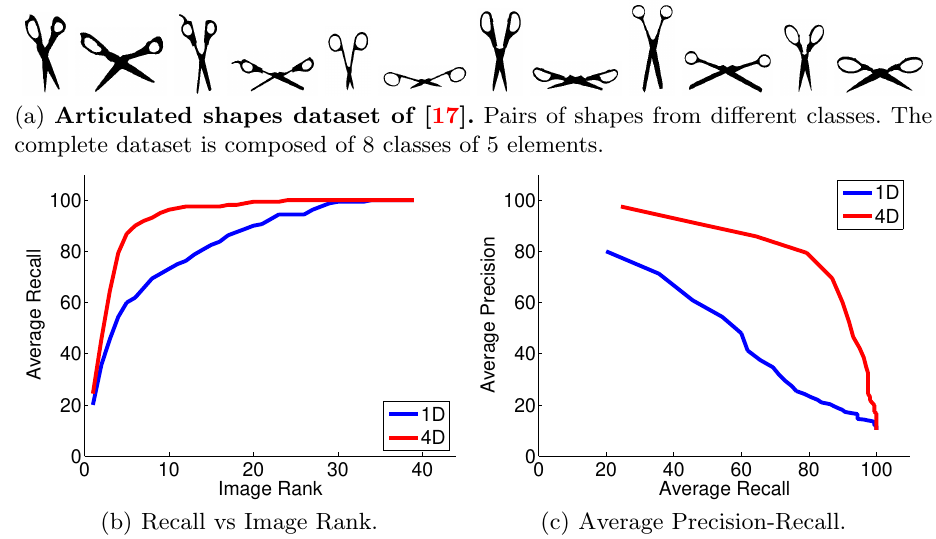 (a) Articulated shapes dataset of [17]. Pairs of shapes from different classes. The
complete dataset is composed of 8 classes of 5 elements.
100
80
60
40
20
0
Average Recall
1D
4D
0 10 20 30 40
Image Rank
(b) Recall vs Image Rank.
100
80
60
40
20
0
Average Precision
1D
4D
0 20 40 60 80 100
Average Recall
(c) Average Precision-Recall.